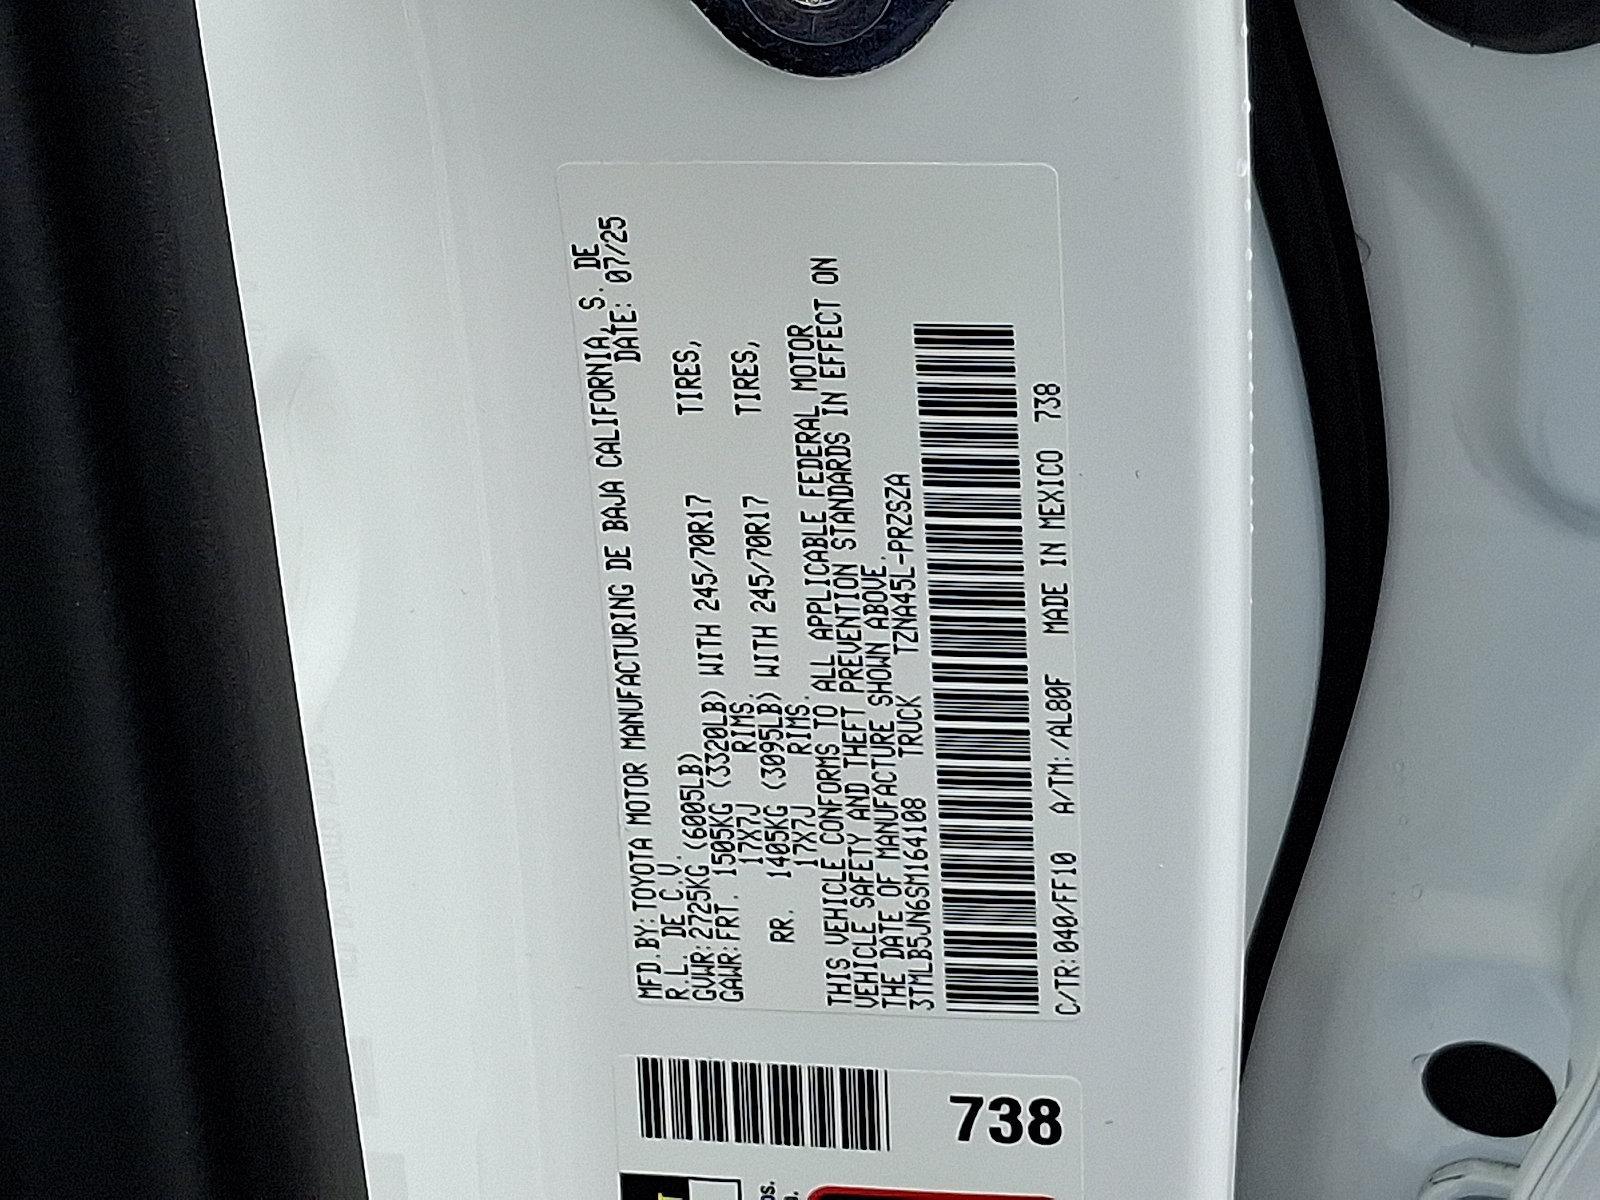 MFD.BY:TOYOTA MOTOR MANUFACTURING DE BAJA CALIFORNIA, S. DE
R.L. DE C.V. DATE: 07/25
GVWR:2725KG (6005LB)
GAWR:FRT. 1505KG (3320LB) WITH 245/70R17 TIRES,
17X7J RIMS.
RR. 1405KG (3095LB) WITH 245/70R17 TIRES,
17X7J RIMS.
THIS VEHICLE CONFORMS TO ALL APPLICABLE FEDERAL MOTOR
VEHICLE SAFETY AND THEFT PREVENTION STANDARDS IN EFFECT ON
THE DATE OF MANUFACTURE SHOWN ABOVE.
3TMLB5JN6SM164108 TRUCK TZNA45L-PRZSZA
C/TR:040/FF10 A/TM:/AL80F MADE IN MEXICO 738
738